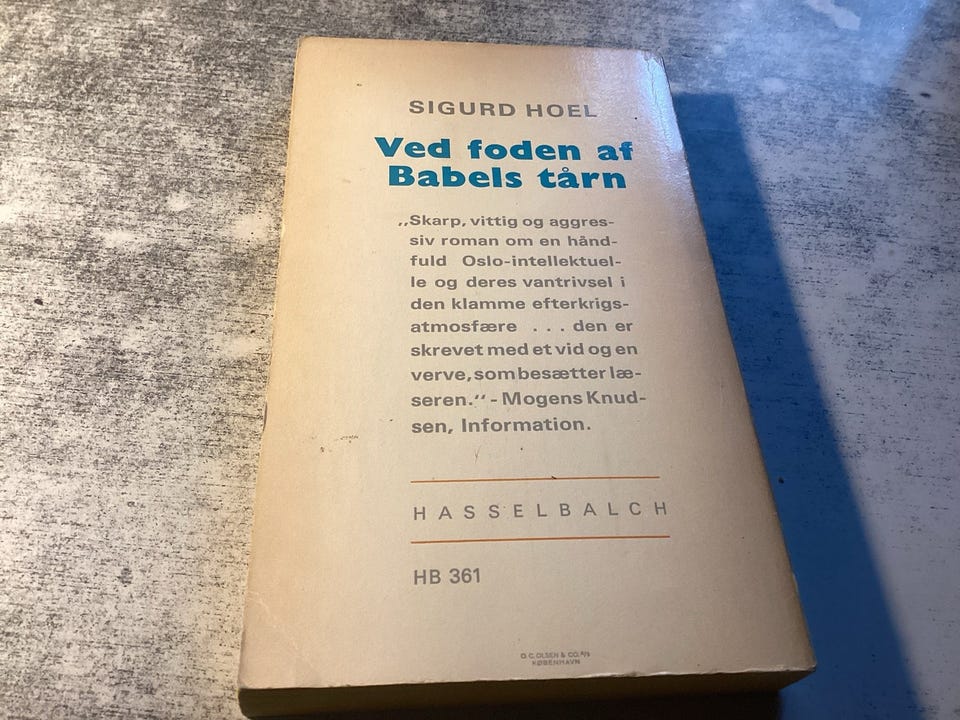 SIGURD HOEL
Ved foden af
Babels tårn
„Skarp, vittig og aggres-
siv roman om en hånd-
fuld Oslo-intellektuel-
le og deres vantrivsel i
den klamme efterkrigs-
atmosfære . . . den er
skrevet med et vid og en
verve, som besætter læ-
seren.“ - Mogens Knud-
sen, Information.
HASSELBALCH
HB 361
O. C. OLSEN & CO. A/S
KØBENHAVN